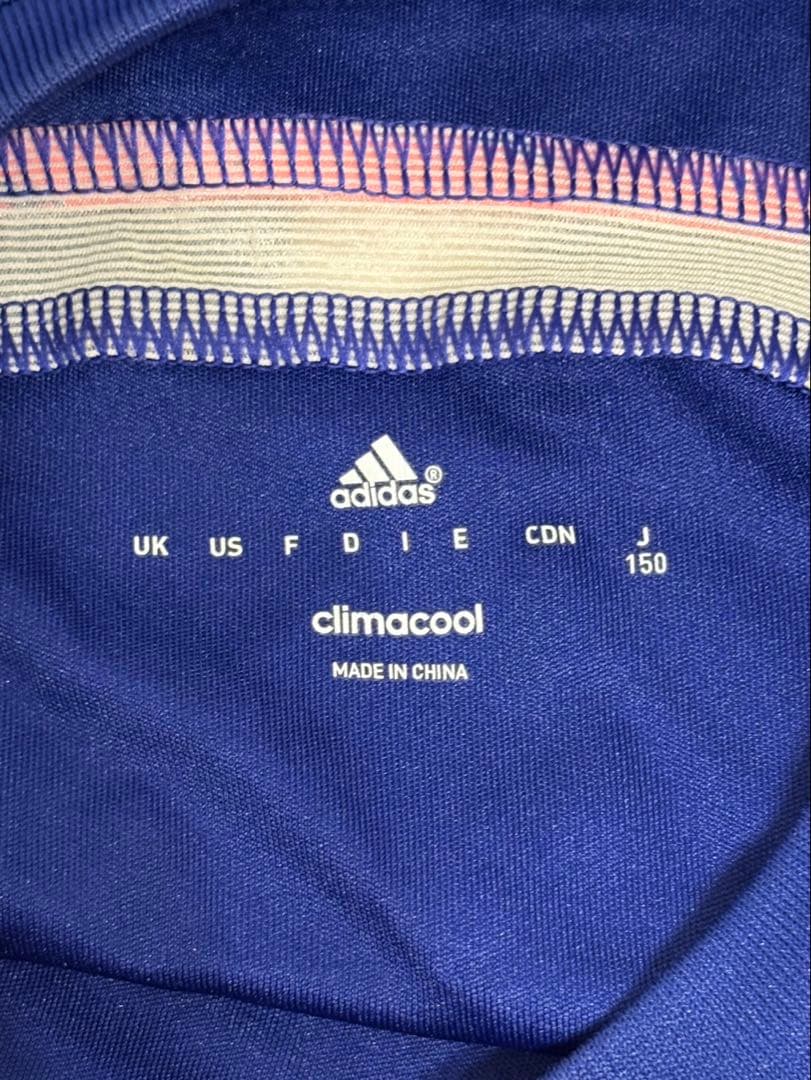 adidas®
UK US F D I E CDN J
150
climacool
MADE IN CHINA